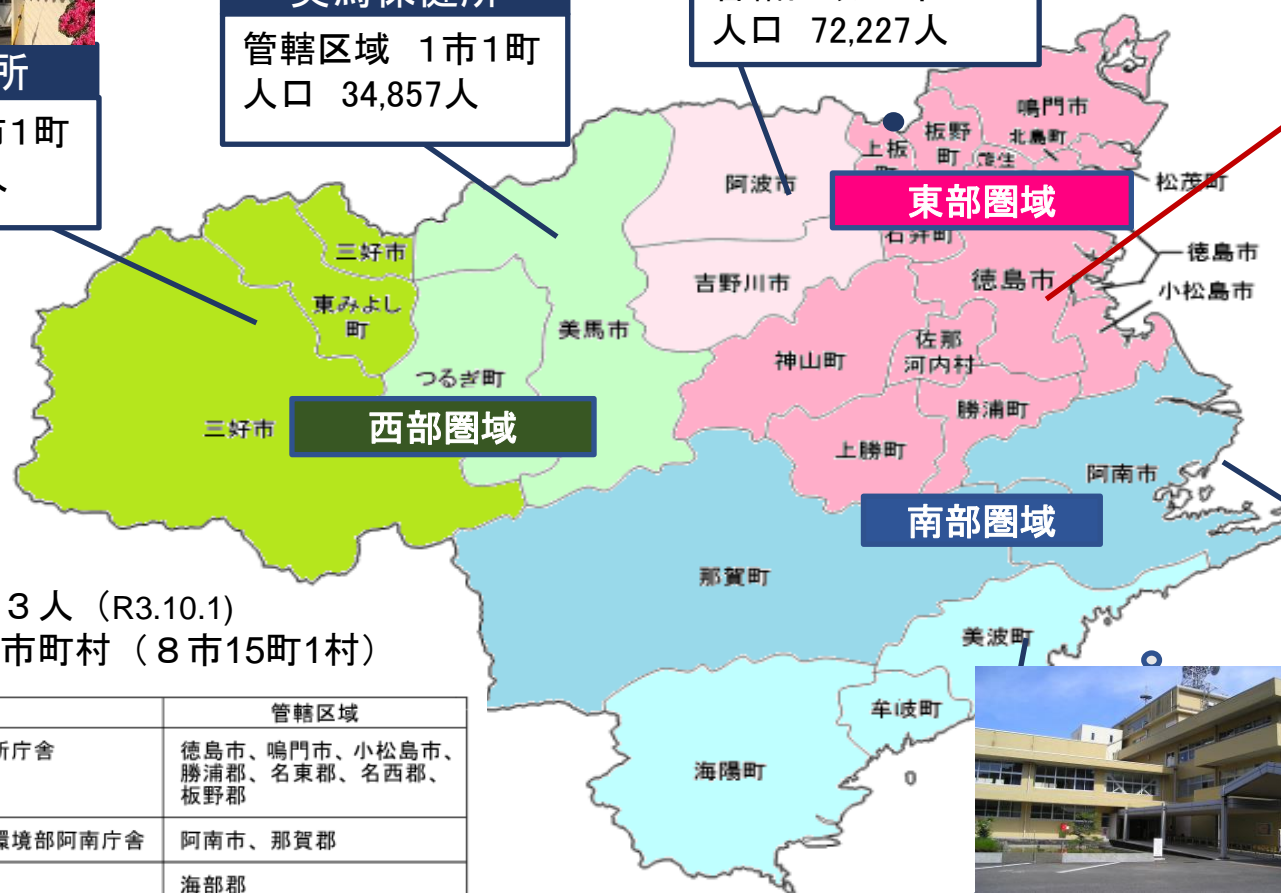 美馬保健所
管轄区域 1市1町
人口 34,857人
人口 72,227人
所
市1町
人
鳴門市
北島町
板野
町
上板
町
松茂町
阿波市
東部圏域
石井町
徳島市
徳島市
小松島市
三好市
東みよし
町
吉野川市
美馬市
佐那
河内村
神山町
つるぎ町
勝浦町
三好市
西部圏域
上勝町
阿南市
南部圏域
那賀町
3人(R3.10.1)
市町村(8市15町1村)
美波町
牟岐町
海陽町
管轄区域
所庁舎
徳島市、鳴門市、小松島市、
勝浦郡、名東郡、名西郡、
板野郡
環境部阿南庁舎
阿南市、那賀郡
海部郡